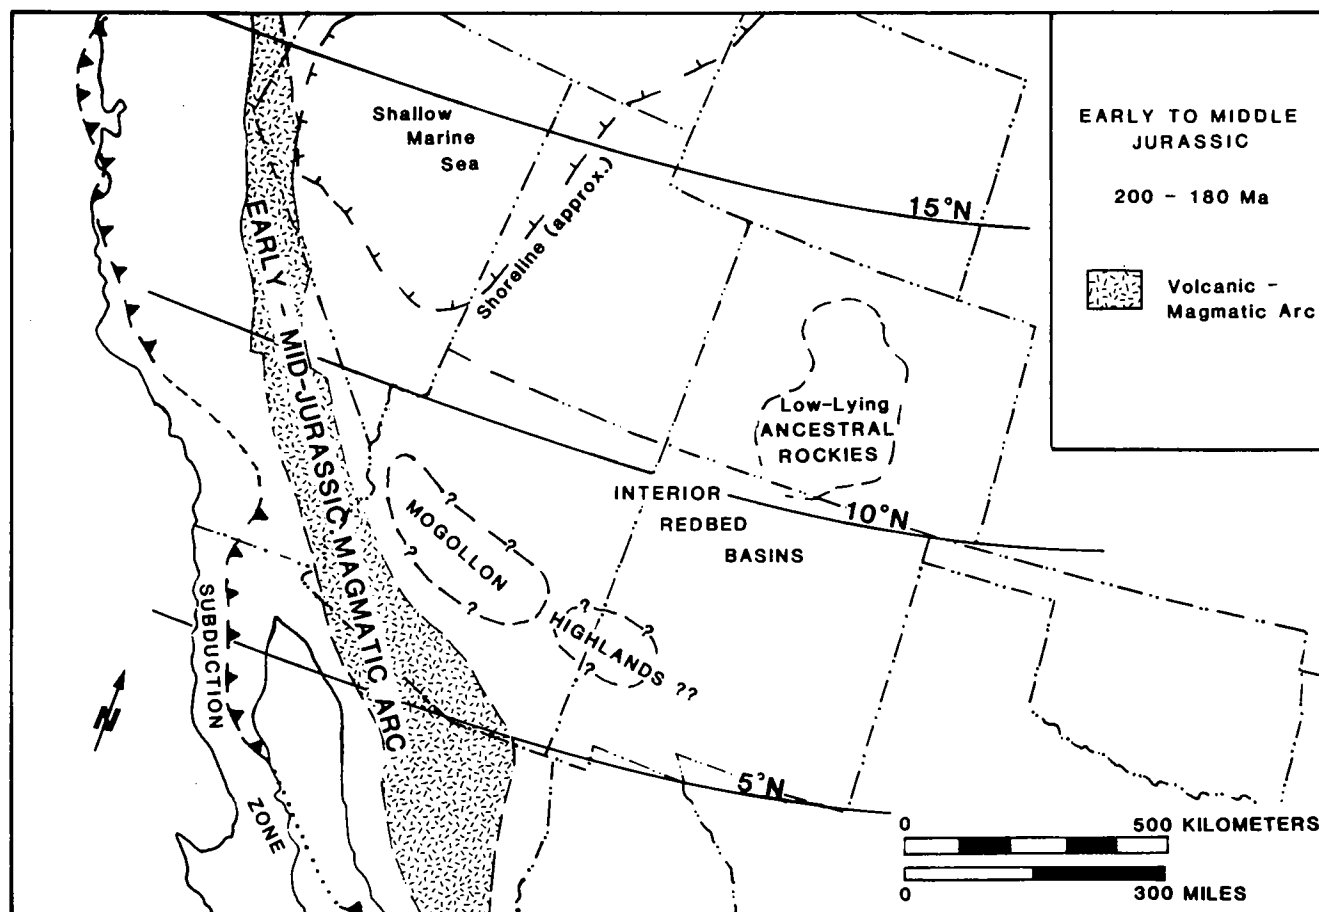 Shallow
Marine
Sea
Shoreline (approx.)
15°N
EARLY TO MIDDLE
JURASSIC
200 - 180 Ma
Volcanic -
Magmatic Arc
EARLY - MID-JURASSIC MAGMATIC ARC
Low-Lying
ANCESTRAL
ROCKIES
INTERIOR
REDBED
BASINS
10°N
?
?
MOGOLLON
?
?
?
?
HIGHLANDS ??
?
SUBDUCTION
ZONE
N
5°N
0 500 KILOMETERS
0 300 MILES